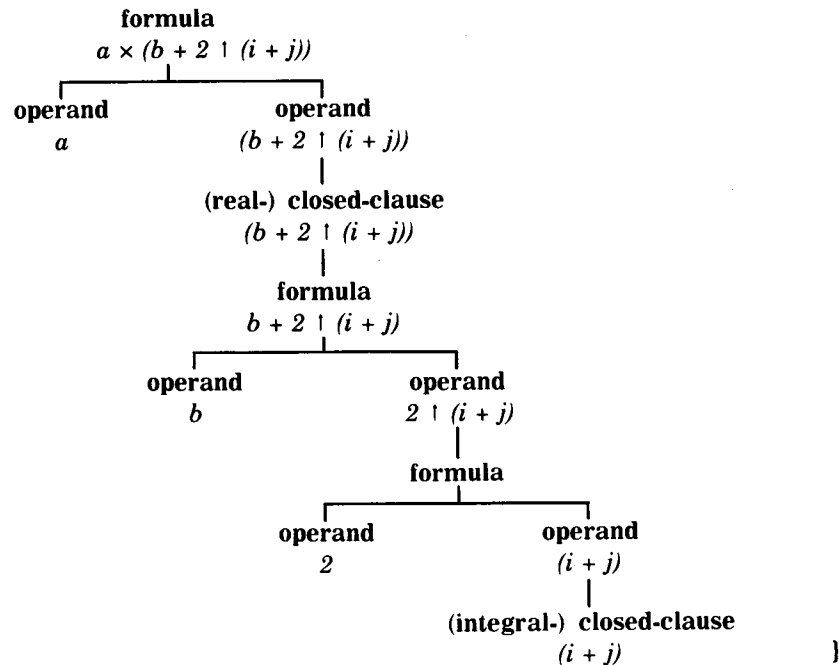 formula
a × (b + 2 ↑ (i + j))
operand operand
a (b + 2 ↑ (i + j))
(real-) closed-clause
(b + 2 ↑ (i + j))
formula
b + 2 ↑ (i + j)
operand operand
b 2 ↑ (i + j)
formula
operand operand
2 (i + j)
(integral-) closed-clause
(i + j) }